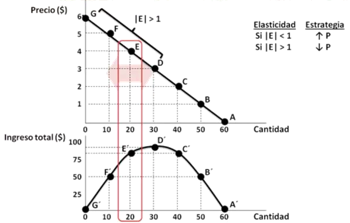 Precio ($)
6
5
4
3
2
1
G
F
E
D
C
B
A
|E| > 1
0 10 20 30 40 50 60 Cantidad
Elasticidad Estrategia
Si |E| < 1 ↑ P
Si |E| > 1 ↓ P
Ingreso total ($)
100
75
50
25
G´
F´
E´
D´
C´
B´
A´
0 10 20 30 40 50 60 Cantidad